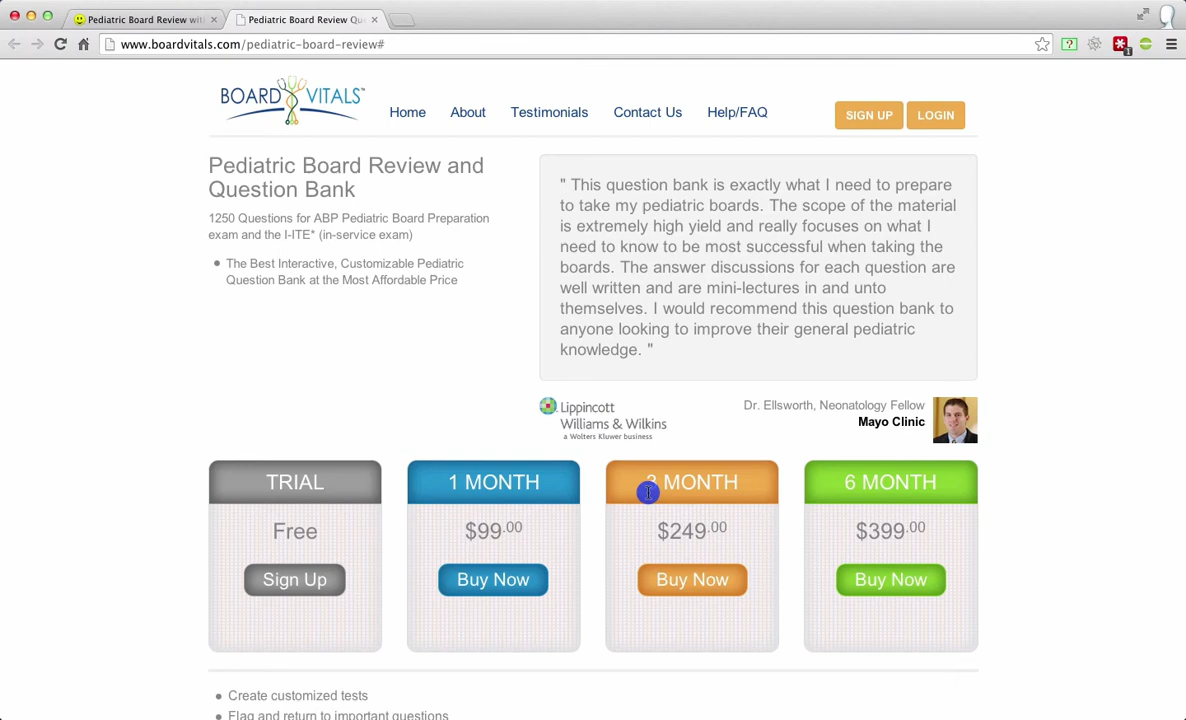 Pediatric Board Review with
Pediatric Board Review Qu
www.boardvitals.com/pediatric-board-review#
BOARD VITALS™
Home
About
Testimonials
Contact Us
Help/FAQ
SIGN UP
LOGIN
Pediatric Board Review and
Question Bank
1250 Questions for ABP Pediatric Board Preparation
exam and the I-ITE* (in-service exam)
The Best Interactive, Customizable Pediatric
Question Bank at the Most Affordable Price
" This question bank is exactly what I need to prepare
to take my pediatric boards. The scope of the material
is extremely high yield and really focuses on what I
need to know to be most successful when taking the
boards. The answer discussions for each question are
well written and are mini-lectures in and unto
themselves. I would recommend this question bank to
anyone looking to improve their general pediatric
knowledge. "
Lippincott
Williams & Wilkins
a Wolters Kluwer business
Dr. Ellsworth, Neonatology Fellow
Mayo Clinic
TRIAL
Free
Sign Up
1 MONTH
$99.00
Buy Now
MONTH
$249.00
Buy Now
6 MONTH
$399.00
Buy Now
Create customized tests
Flag and return to important questions